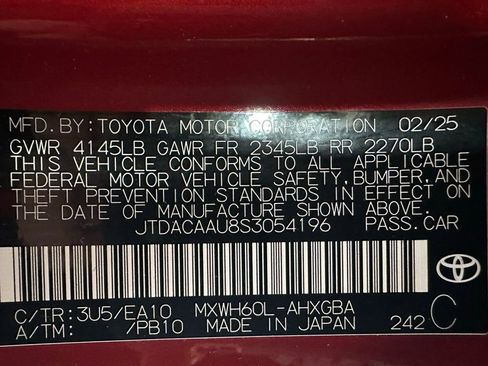 MFD. BY: TOYOTA MOTOR CORPORATION 02/25
GVWR 4145LB GAWR FR 2345LB RR 2270LB
THIS VEHICLE CONFORMS TO ALL APPLICABLE
FEDERAL MOTOR VEHICLE SAFETY, BUMPER, AND
THEFT PREVENTION STANDARDS IN EFFECT ON
THE DATE OF MANUFACTURE SHOWN ABOVE.
JTDACAAU8S3054196 PASS. CAR
C/TR: 3U5/EA10 MXWH60L-AHXGBA
A/TM: /PB10 MADE IN JAPAN 242 C